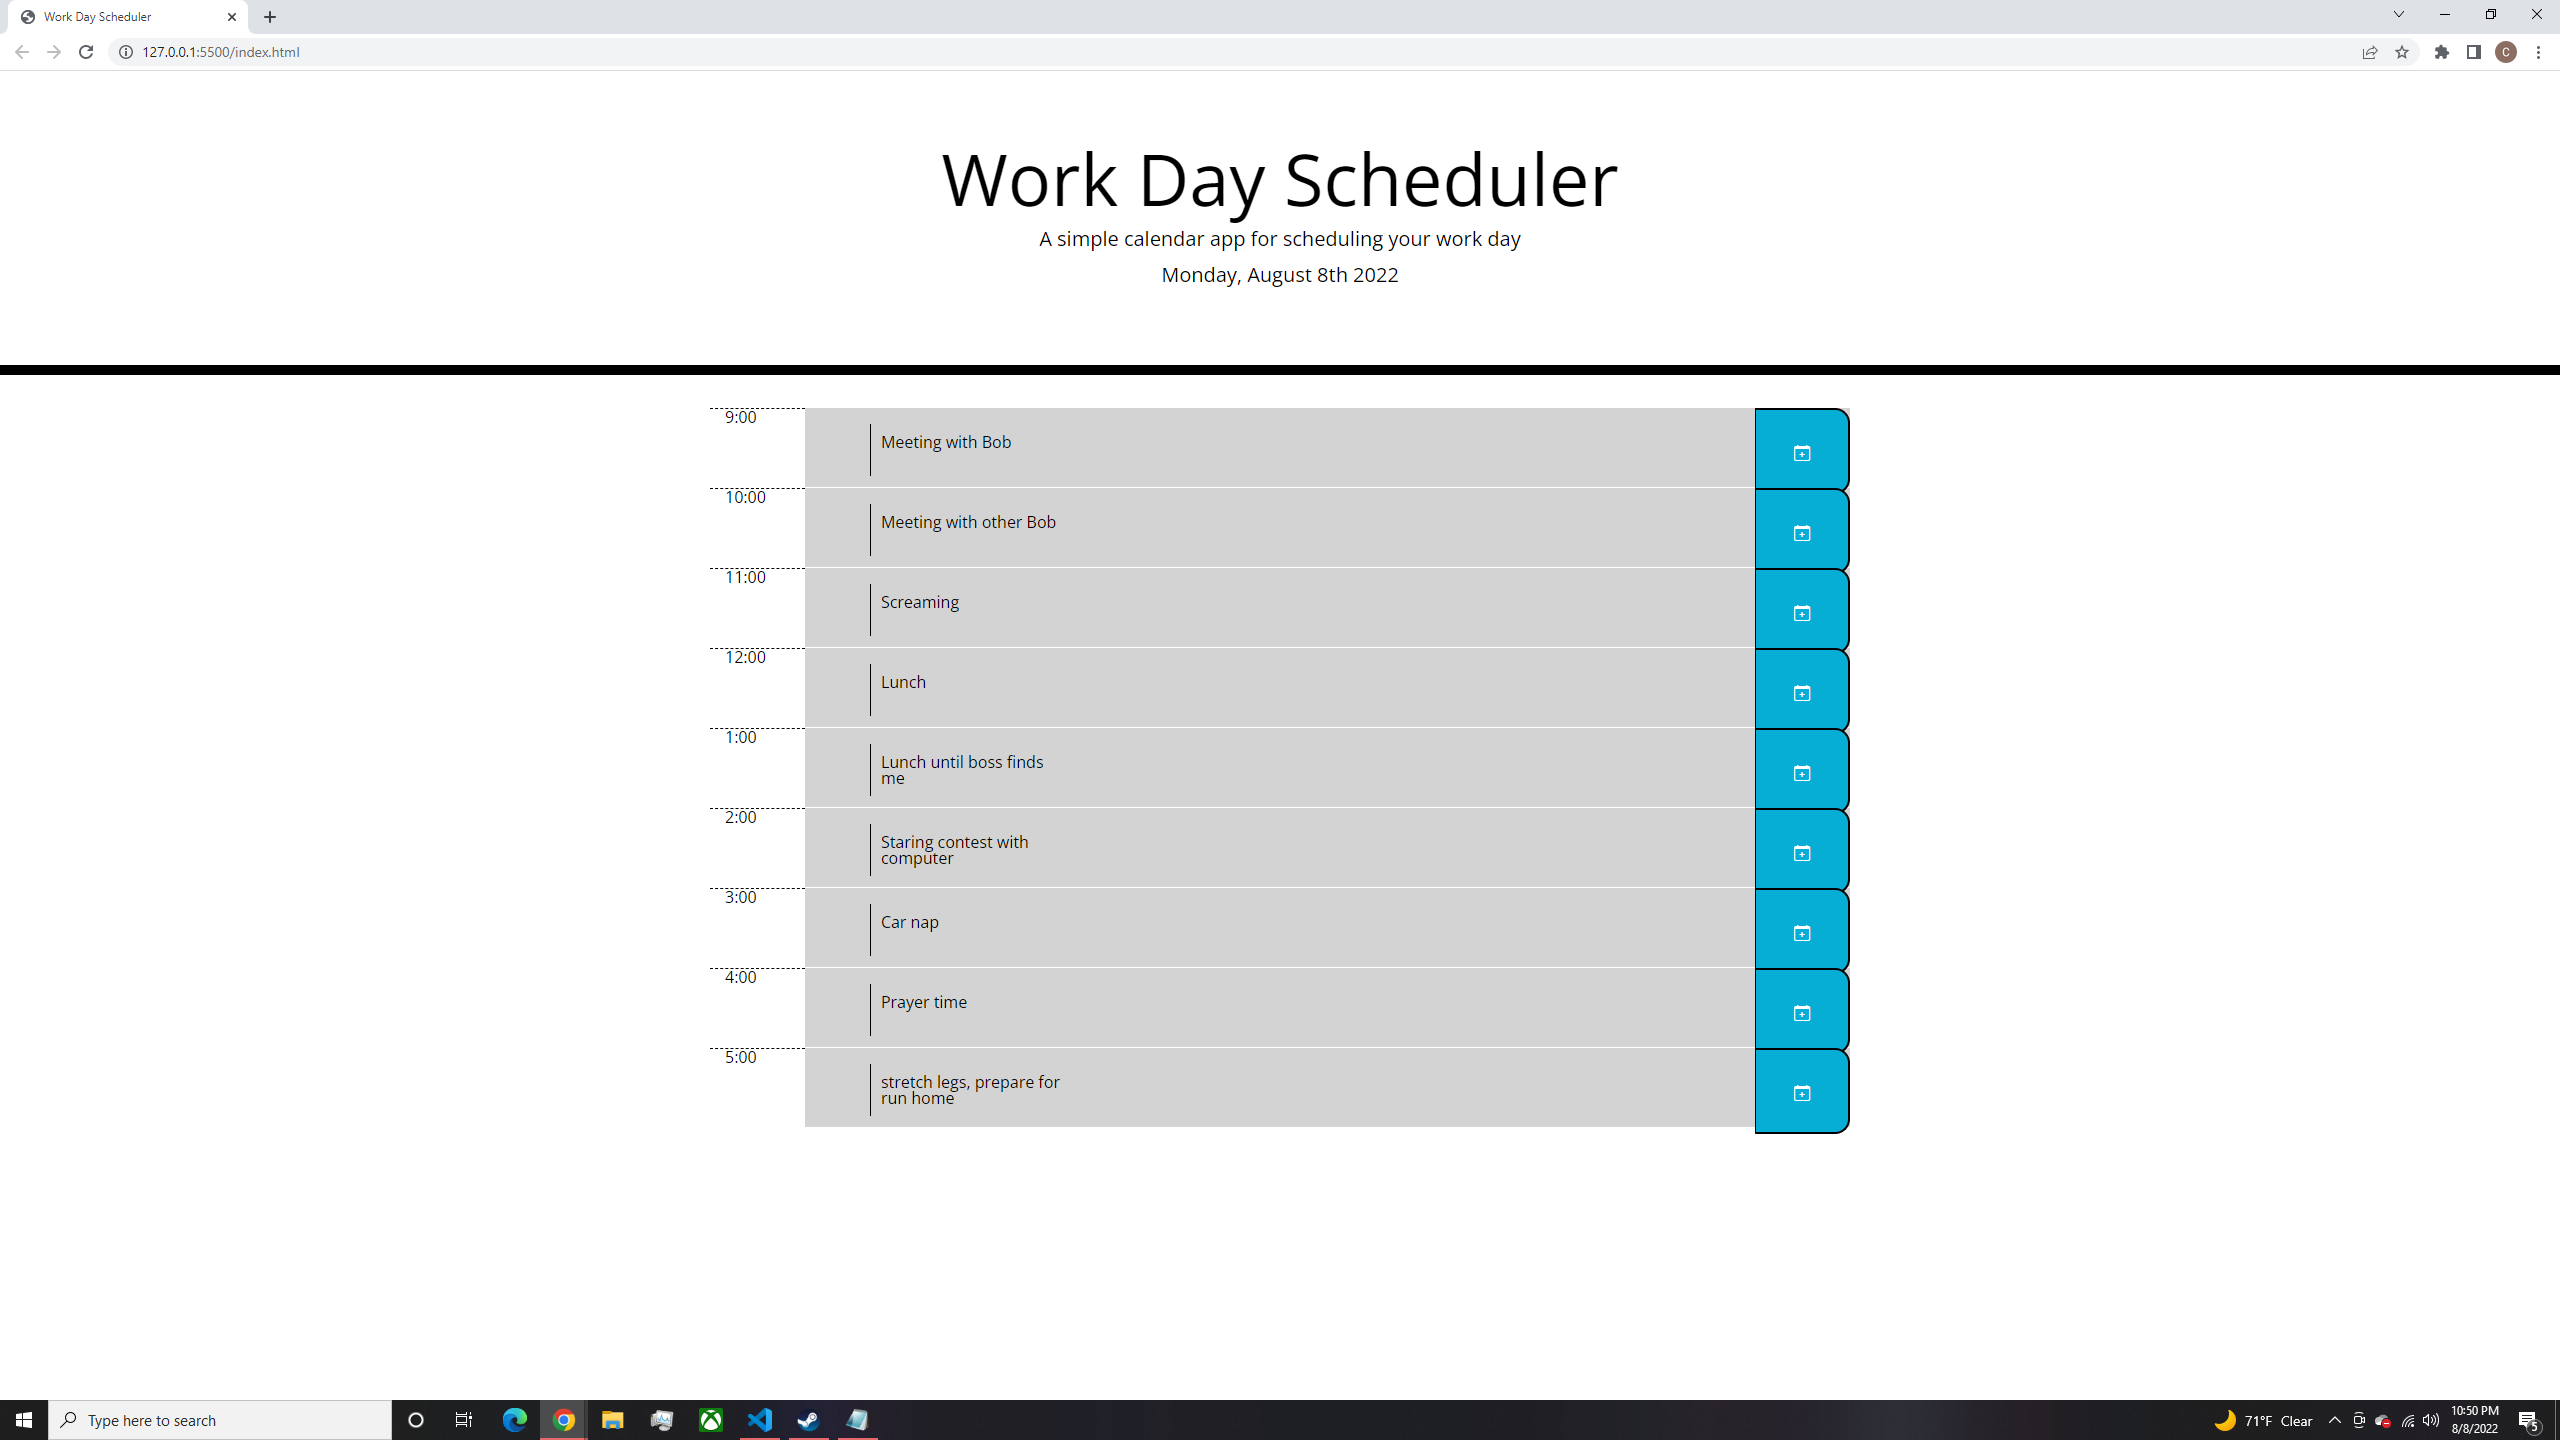 Work Day Scheduler
127.0.0.1:5500/index.html
C
Work Day Scheduler
A simple calendar app for scheduling your work day
Monday, August 8th 2022
9:00
Meeting with Bob
10:00
Meeting with other Bob
11:00
Screaming
12:00
Lunch
1:00
Lunch until boss finds
me
2:00
Staring contest with
computer
3:00
Car nap
4:00
Prayer time
5:00
stretch legs, prepare for
run home
Type here to search
71°F Clear
10:50 PM
8/8/2022
5